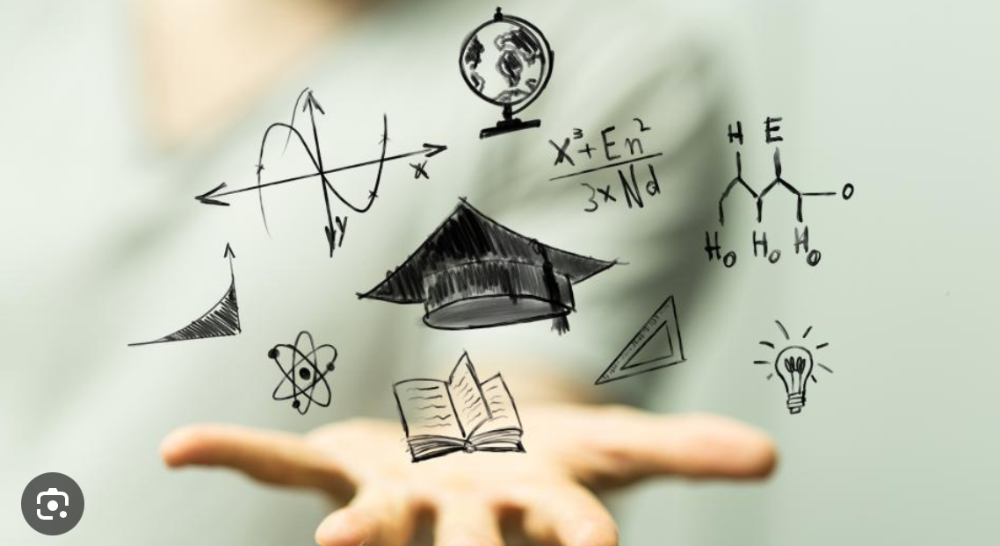 x
y
x³+En²
3xNd
H E
O
Ho Ho Ho